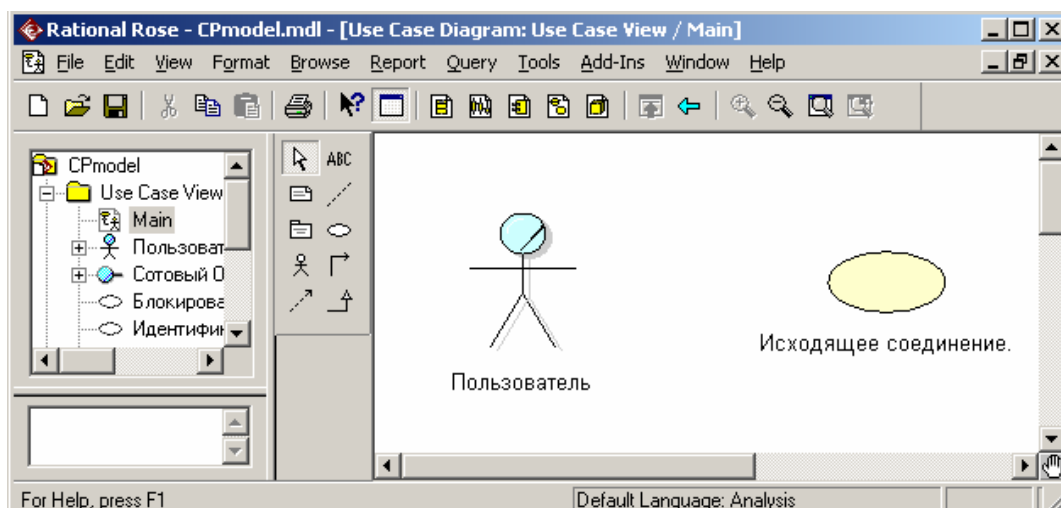 Rational Rose - CPmodel.mdl - [Use Case Diagram: Use Case View / Main]
File Edit View Format Browse Report Query Tools Add-Ins Window Help
ABC
CPmodel
Use Case View
Main
Пользоват
Сотовый О
Блокирова
Идентифи
Пользователь
Исходящее соединение.
For Help, press F1
Default Language: Analysis